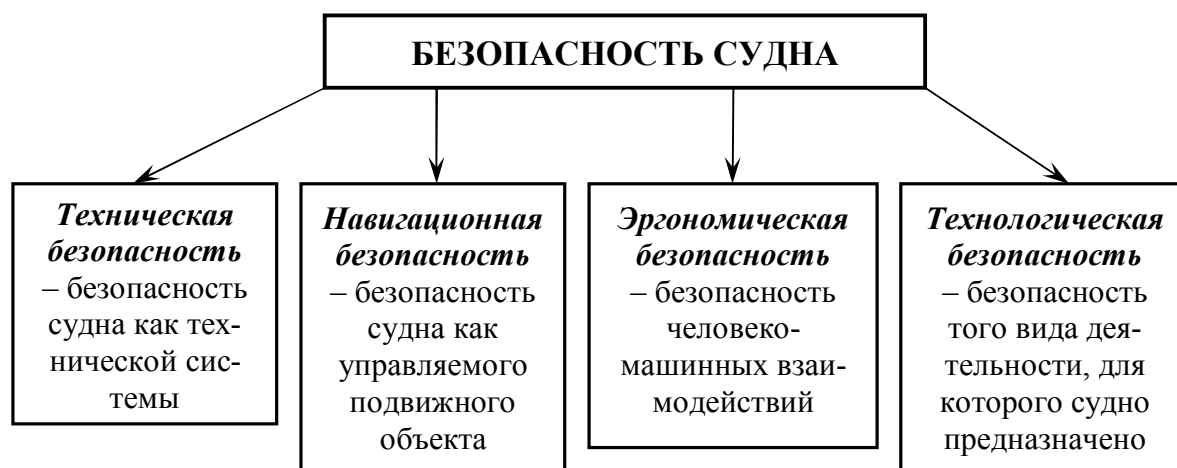 БЕЗОПАСНОСТЬ СУДНА
Техническая
безопасность
– безопасность
судна как тех-
нической сис-
темы
Навигационная
безопасность
– безопасность
судна как
управляемого
подвижного
объекта
Эргономическая
безопасность
– безопасность
человеко-
машинных взаи-
модействий
Технологическая
безопасность
– безопасность
того вида дея-
тельности, для
которого судно
предназначено